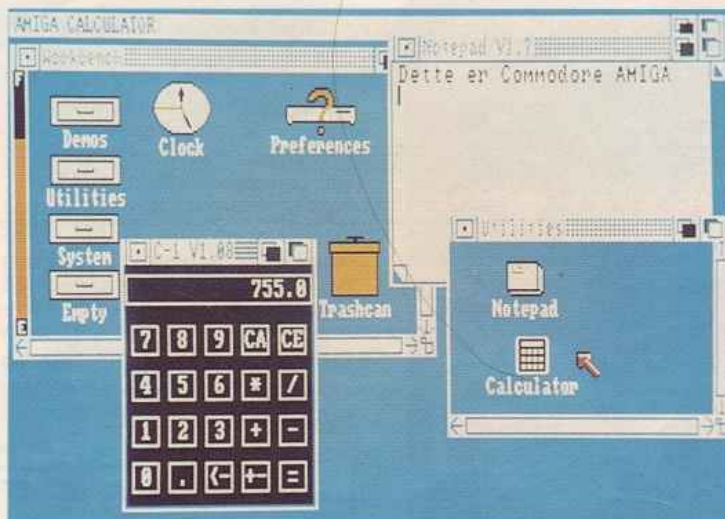 AMIGA CALCULATOR
Workbench
Demos
Clock
Preferences
Utilities
System
Empty
Trashcan
Notepad V1.7
Dette er Commodore AMIGA
C-1 V1.08
755.0
7 8 9 CA CE
4 5 6 * /
1 2 3 + -
0 . <- +- =
Utilities
Notepad
Calculator
F
E